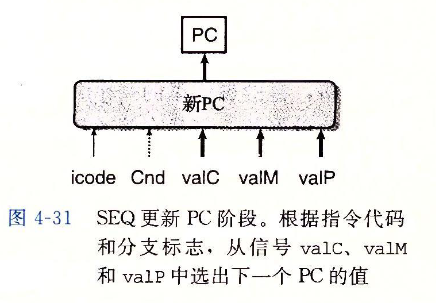 PC
新PC
icode Cnd valC valM valP
图 4-31 SEQ 更新 PC 阶段。根据指令代码
和分支标志，从信号 valC、valM
和 valP 中选出下一个 PC 的值